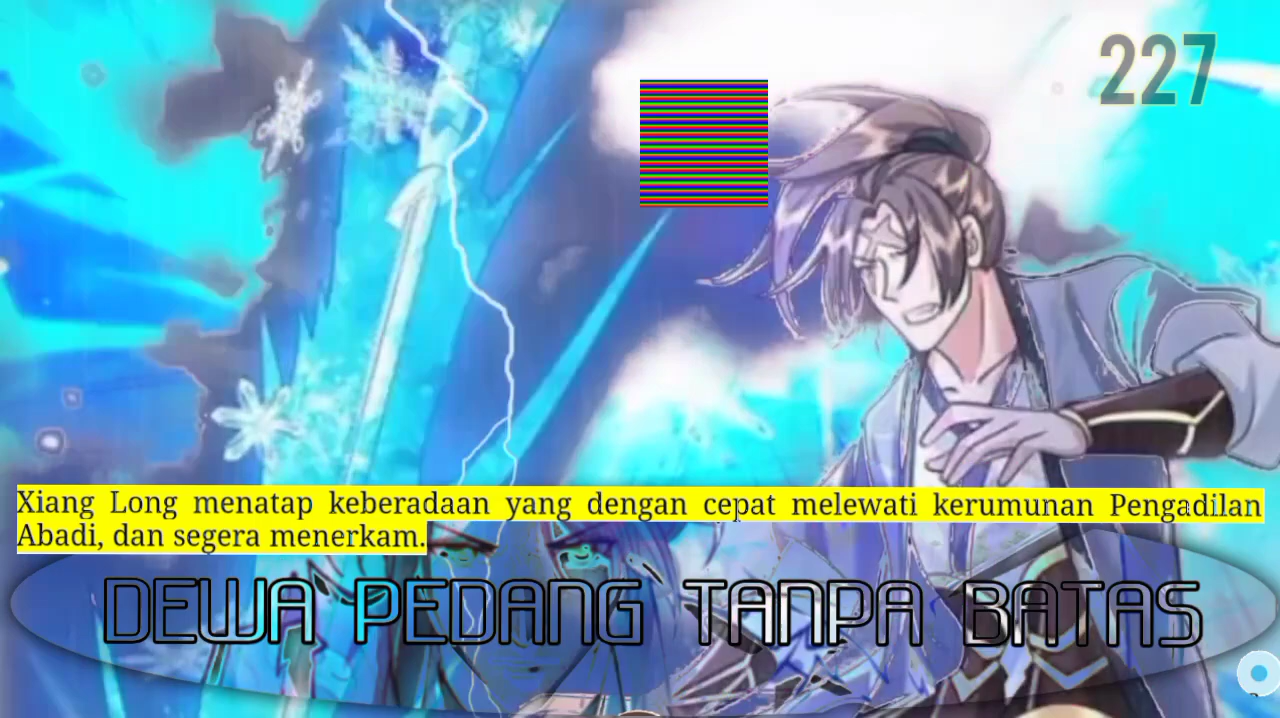 227
Xiang Long menatap keberadaan yang dengan cepat melewati kerumunan Pengadilan
Abadi, dan segera menerkam.
DEWA PEDANG TANPA BATAS